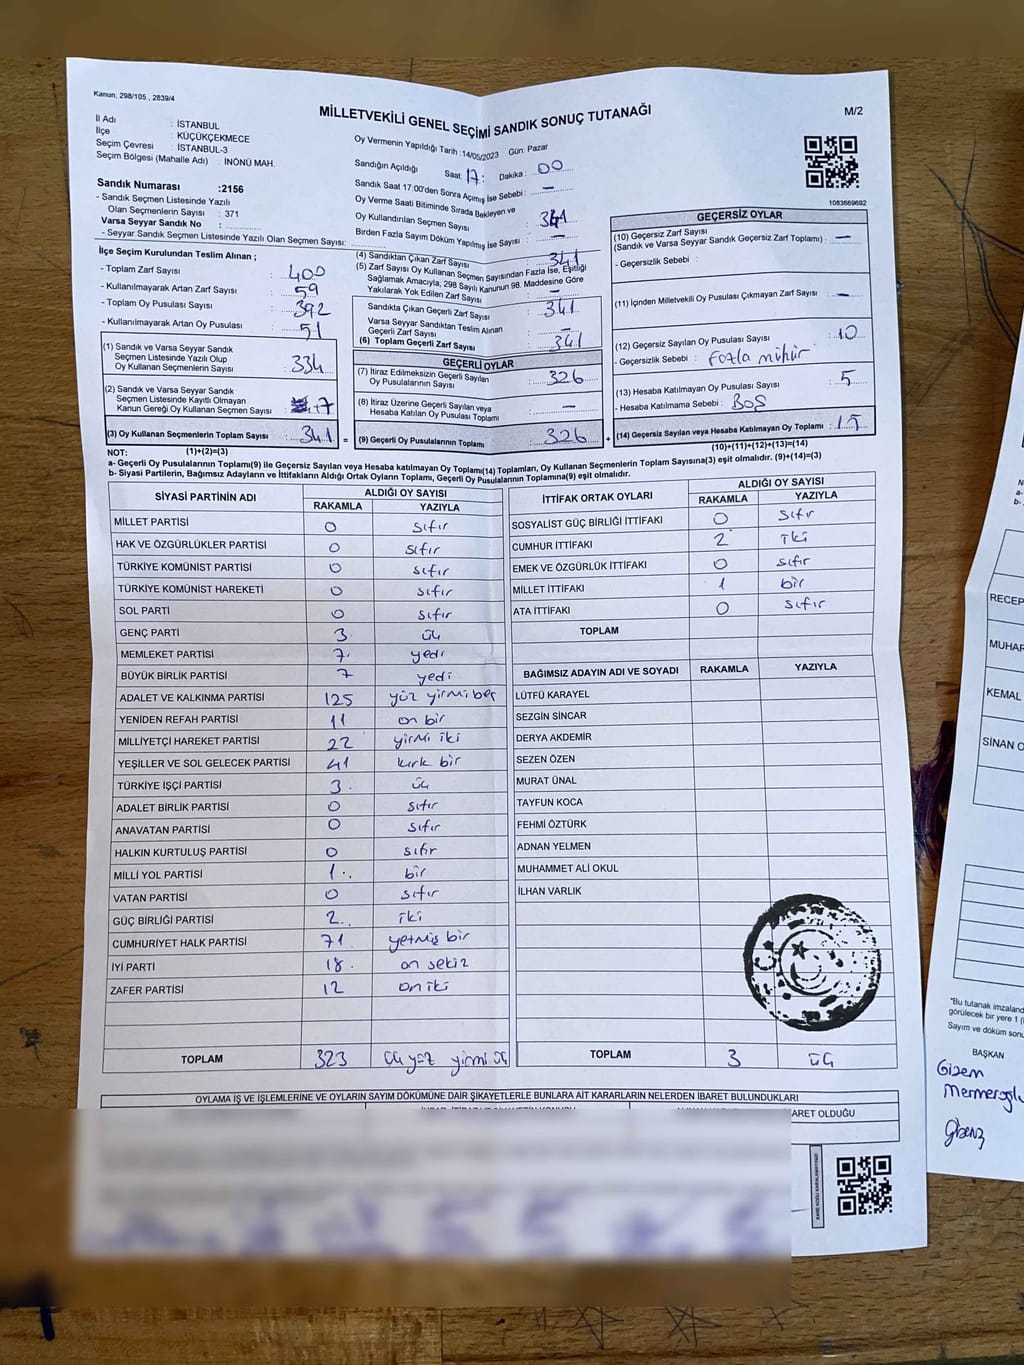 Kanun; 298/105 , 2839/4
MİLLETVEKİLİ GENEL SEÇİMİ SANDIK SONUÇ TUTANAĞI
M/2
İl Adı : İSTANBUL
İlçe : KÜÇÜKÇEKMECE
Seçim Çevresi : İSTANBUL-3
Seçim Bölgesi (Mahalle Adı) : İNÖNÜ MAH.
Sandık Numarası :2156
- Sandık Seçmen Listesinde Yazılı
Olan Seçmenlerin Sayısı : 371
Varsa Seyyar Sandık No :
- Seyyar Sandık Seçmen Listesinde Yazılı Olan Seçmen Sayısı:
Oy Vermenin Yapıldığı Tarih :14/05/2023 Gün: Pazar
Sandığın Açıldığı Saat: 17: Dakika : 00
Sandık Saat 17:00'den Sonra Açımış İse Sebebi : —
Oy Verme Saati Bitiminde Sırada Bekleyen ve
Oy Kullandırılan Seçmen Sayısı : 341
Birden Fazla Sayım Döküm Yapılmış İse Sayısı : —
1083669692
İlçe Seçim Kurulundan Teslim Alınan ;
- Toplam Zarf Sayısı : 400
- Kullanılmayarak Artan Zarf Sayısı : 59
- Toplam Oy Pusulası Sayısı : 392
- Kullanılmayarak Artan Oy Pusulası : 51
(1) Sandık ve Varsa Seyyar Sandık
Seçmen Listesinde Yazılı Olup
Oy Kullanan Seçmenlerin Sayısı : 334
(2) Sandık ve Varsa Seyyar Sandık
Seçmen Listesinde Kayıtlı Olmayan
Kanun Gereği Oy Kullanan Seçmen Sayısı : 7
(3) Oy Kullanan Seçmenlerin Toplam Sayısı : 341 =
(1)+(2)=(3)
(4) Sandıktan Çıkan Zarf Sayısı : 341
(5) Zarf Sayısı Oy Kullanan Seçmen Sayısından Fazla İse, Eşitliği
Sağlamak Amacıyla; 298 Sayılı Kanunun 98. Maddesine Göre
Yakılarak Yok Edilen Zarf Sayısı : —
Sandıkta Çıkan Geçerli Zarf Sayısı : 341
Varsa Seyyar Sandıktan Teslim Alınan
Geçerli Zarf Sayısı : —
(6) Toplam Geçerli Zarf Sayısı : 341
GEÇERLİ OYLAR
(7) İtiraz Edilmeksizin Geçerli Sayılan
Oy Pusulalarının Sayısı : 326
(8) İtiraz Üzerine Geçerli Sayılan veya
Hesaba Katılan Oy Pusulası Toplamı : —
(9) Geçerli Oy Pusulalarının Toplamı : 326 +
GEÇERSİZ OYLAR
(10) Geçersiz Zarf Sayısı
(Sandık ve Varsa Seyyar Sandık Geçersiz Zarf Toplamı) : —
- Geçersizlik Sebebi :
(11) İçinden Milletvekili Oy Pusulası Çıkmayan Zarf Sayısı : —
(12) Geçersiz Sayılan Oy Pusulası Sayısı : 10
- Geçersizlik Sebebi : Fazla mühür
(13) Hesaba Katılmayan Oy Pusulası Sayısı : 5
- Hesaba Katılmama Sebebi : BOŞ
(14) Geçersiz Sayılan veya Hesaba Katılmayan Oy Toplamı : 15
(10)+(11)+(12)+(13)=(14)
NOT:
a- Geçerli Oy Pusulalarının Toplamı(9) ile Geçersiz Sayılan veya Hesaba katılmayan Oy Toplamı(14) Toplamları, Oy Kullanan Seçmenlerin Toplam Sayısına(3) eşit olmalıdır. (9)+(14)=(3)
b- Siyasi Partilerin, Bağımsız Adayların ve İttifakların Aldığı Ortak Oyların Toplamı, Geçerli Oy Pusulalarının Toplamına(9) eşit olmalıdır.
SİYASİ PARTİNİN ADI ALDIĞI OY SAYISI
RAKAMLA YAZIYLA
MİLLET PARTİSİ 0 sıfır
HAK VE ÖZGÜRLÜKLER PARTİSİ 0 sıfır
TÜRKİYE KOMÜNİST PARTİSİ 0 sıfır
TÜRKİYE KOMÜNİST HAREKETİ 0 sıfır
SOL PARTİ 0 sıfır
GENÇ PARTİ 3 üç
MEMLEKET PARTİSİ 7 yedi
BÜYÜK BİRLİK PARTİSİ 7 yedi
ADALET VE KALKINMA PARTİSİ 125 yüz yirmi beş
YENİDEN REFAH PARTİSİ 11 on bir
MİLLİYETÇİ HAREKET PARTİSİ 22 yirmi iki
YEŞİLLER VE SOL GELECEK PARTİSİ 41 kırk bir
TÜRKİYE İŞÇİ PARTİSİ 3 üç
ADALET BİRLİK PARTİSİ 0 sıfır
ANAVATAN PARTİSİ 0 sıfır
HALKIN KURTULUŞ PARTİSİ 0 sıfır
MİLLİ YOL PARTİSİ 1 bir
VATAN PARTİSİ 0 sıfır
GÜÇ BİRLİĞİ PARTİSİ 2 iki
CUMHURİYET HALK PARTİSİ 71 yetmiş bir
İYİ PARTİ 18 on sekiz
ZAFER PARTİSİ 12 on iki
TOPLAM 323 üç yüz yirmi üç
İTTİFAK ORTAK OYLARI ALDIĞI OY SAYISI
RAKAMLA YAZIYLA
SOSYALİST GÜÇ BİRLİĞİ İTTİFAKI 0 sıfır
CUMHUR İTTİFAKI 2 iki
EMEK VE ÖZGÜRLÜK İTTİFAKI 0 sıfır
MİLLET İTTİFAKI 1 bir
ATA İTTİFAKI 0 sıfır
TOPLAM
BAĞIMSIZ ADAYIN ADI VE SOYADI RAKAMLA YAZIYLA
LÜTFÜ KARAYEL
SEZGİN SİNCAR
DERYA AKDEMİR
SEZEN ÖZEN
MURAT ÜNAL
TAYFUN KOCA
FEHMİ ÖZTÜRK
ADNAN YELMEN
MUHAMMET ALİ OKUL
İLHAN VARLIK
TOPLAM 3 üç
OYLAMA İŞ VE İŞLEMLERİNE VE OYLARIN SAYIM DÖKÜMÜNE DAİR ŞİKAYETLERLE BUNLARA AİT KARARLARIN NELERDEN İBARET BULUNDUKLARI
ARET OLDUĞU
N
a-
b-
RECEP
MUHAR
KEMAL
SİNAN O
"Bu tutanak imzaland
görülecek bir yere 1 (
Sayım ve döküm son
BAŞKAN
Gizem
Mermeroğlu